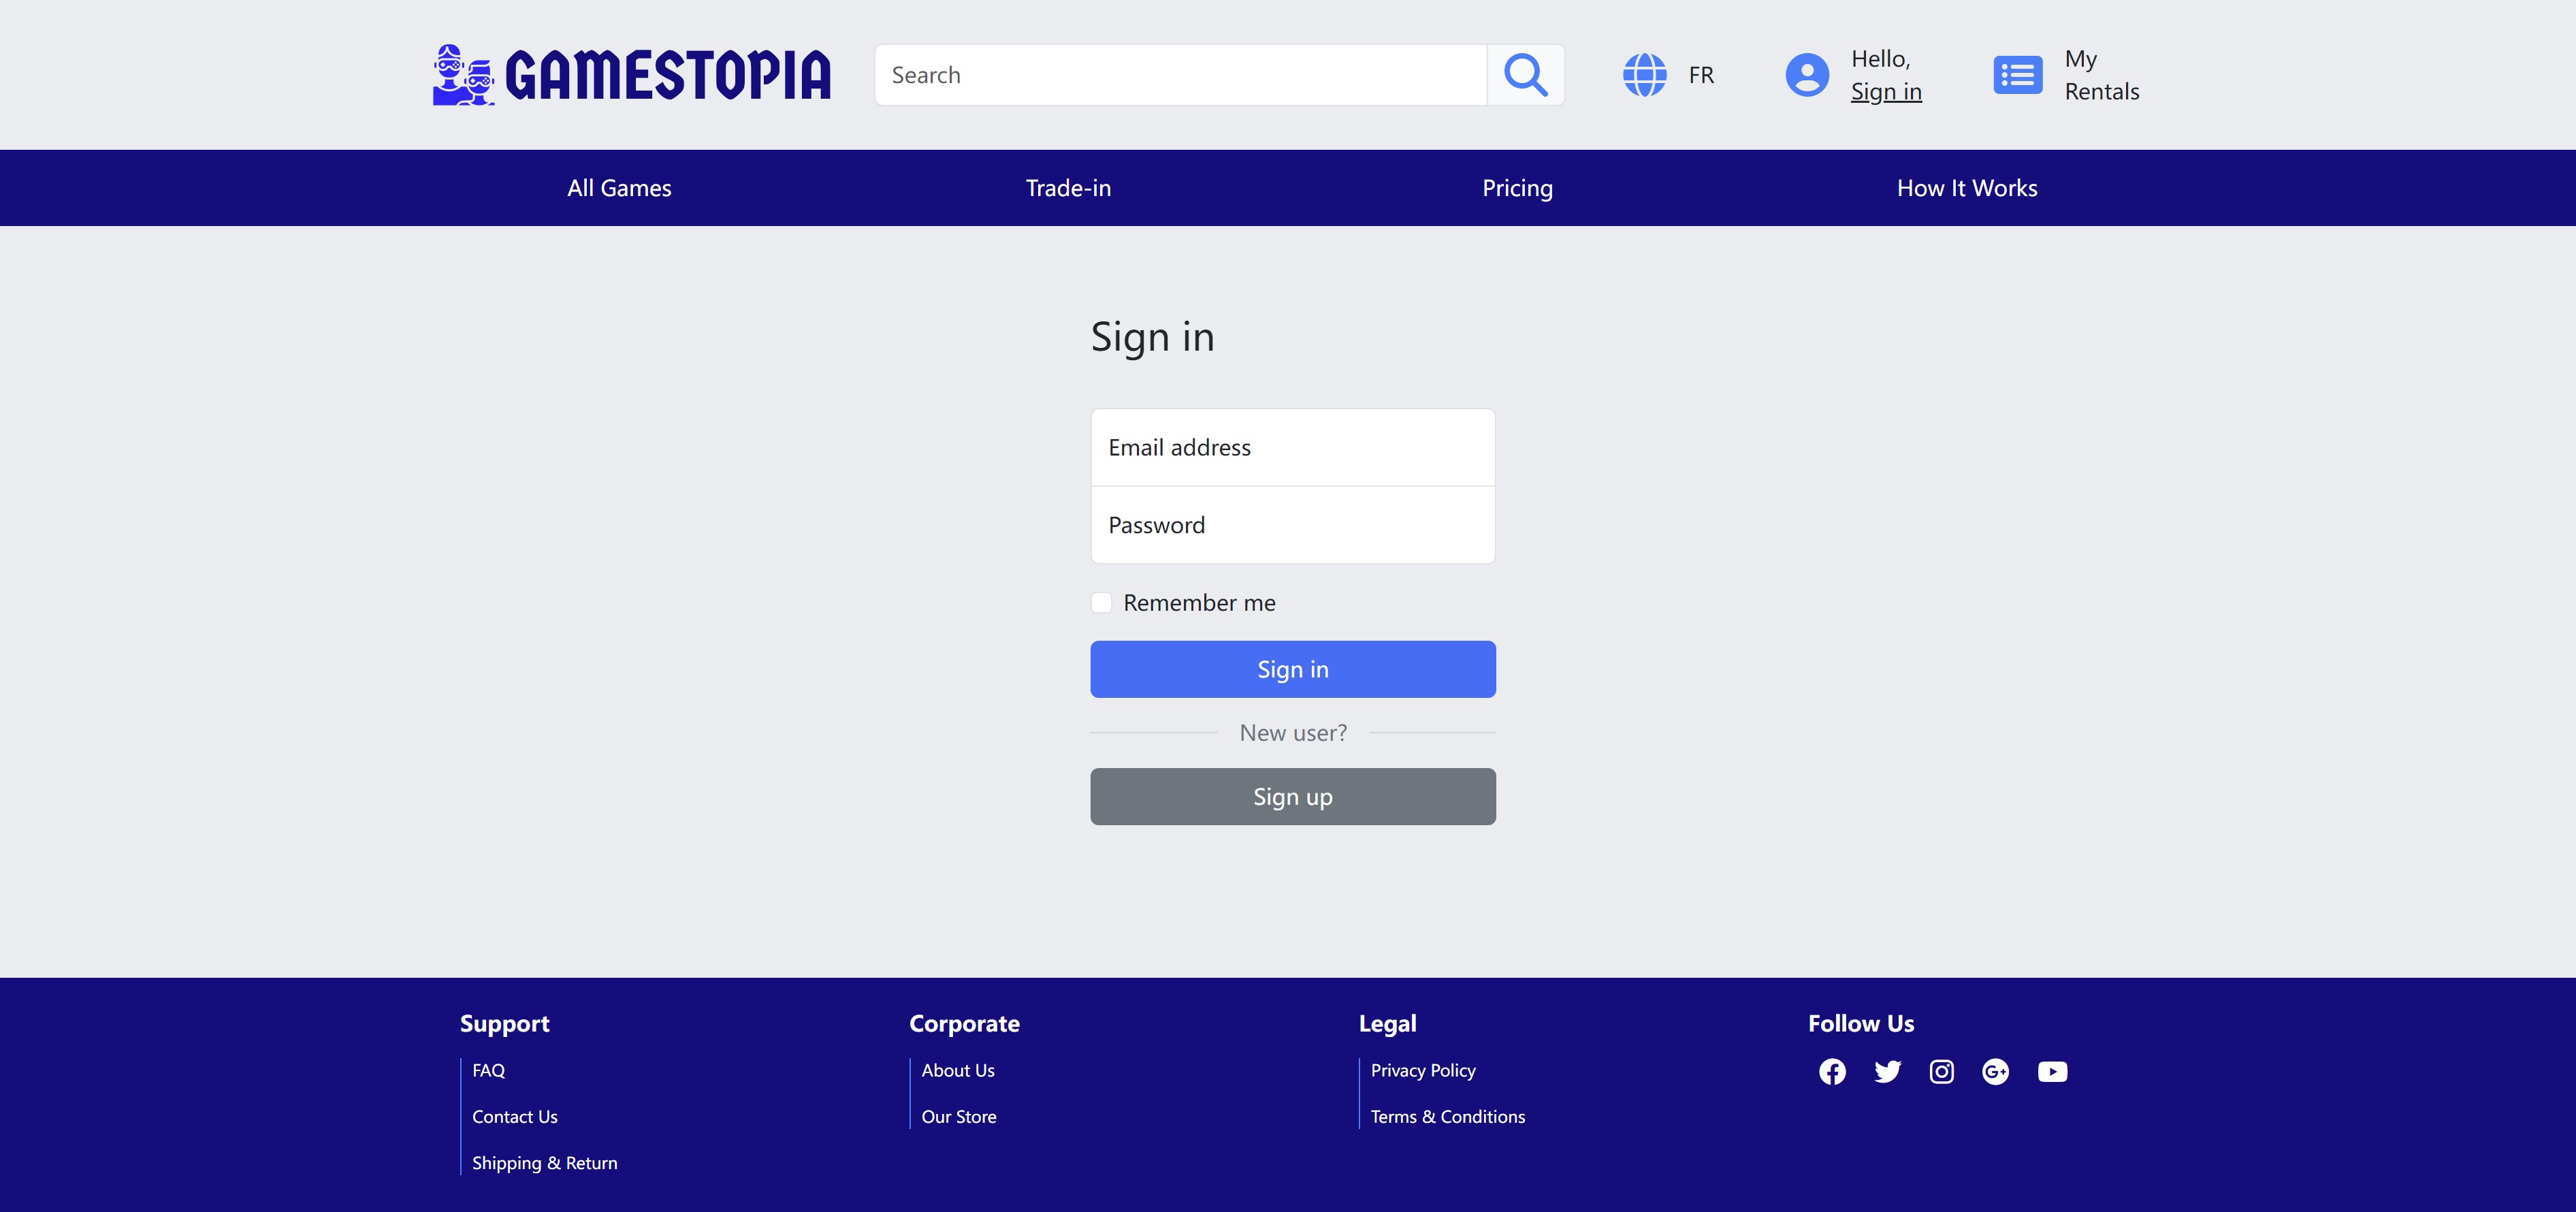 GAMESTOPIA
Search
FR
Hello,
Sign in
My
Rentals
All Games
Trade-in
Pricing
How It Works
Sign in
Email address
Password
Remember me
Sign in
New user?
Sign up
Support
FAQ
Contact Us
Shipping & Return
Corporate
About Us
Our Store
Legal
Privacy Policy
Terms & Conditions
Follow Us
G+